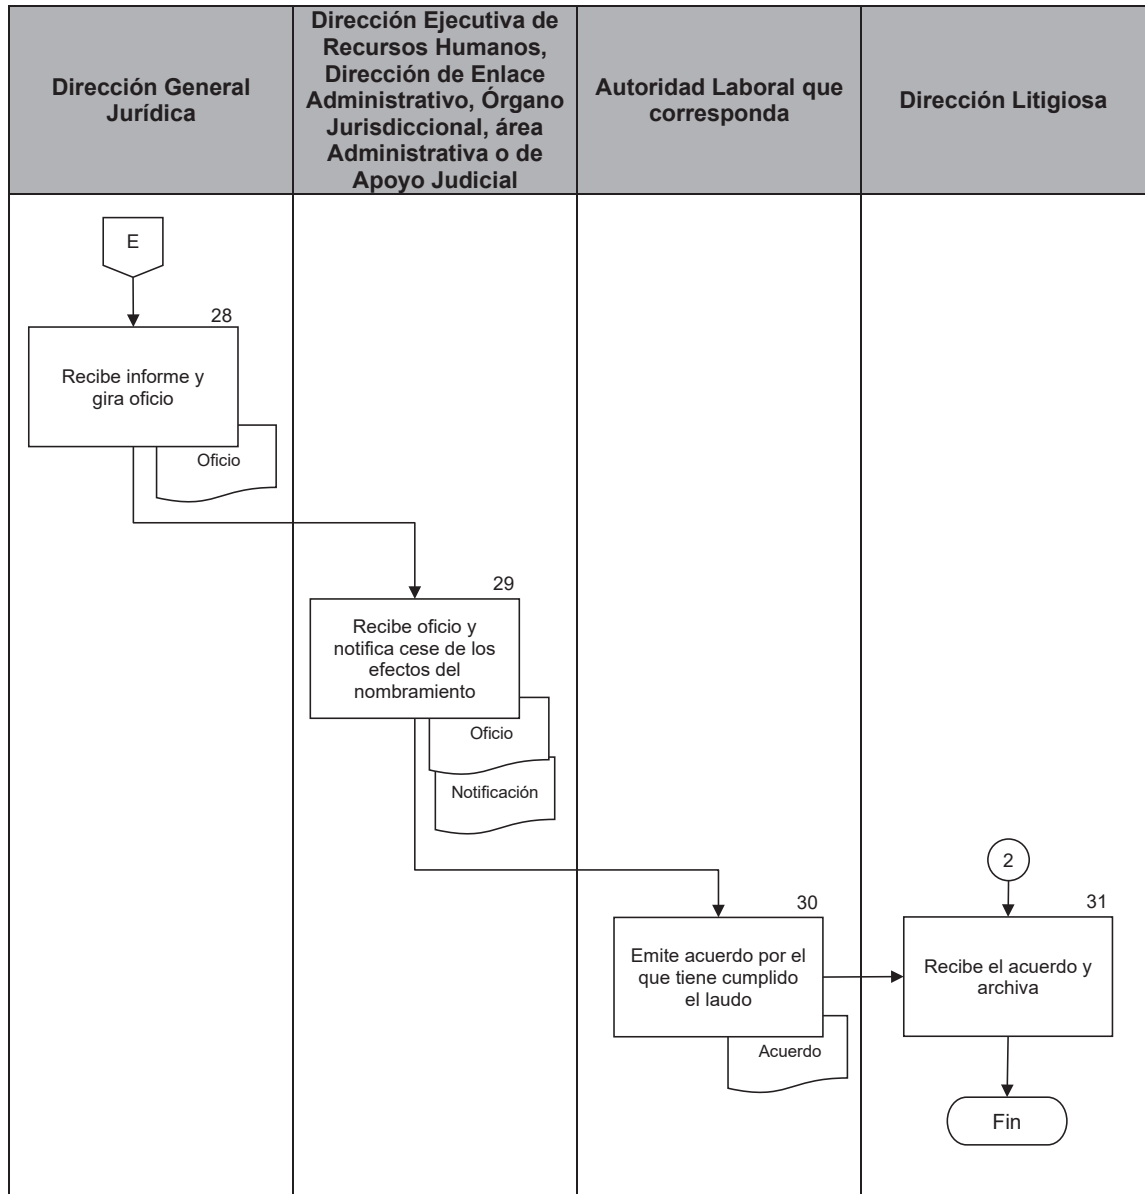 Dirección General
Jurídica
Dirección Ejecutiva de
Recursos Humanos,
Dirección de Enlace
Administrativo, Órgano
Jurisdiccional, área
Administrativa o de
Apoyo Judicial
Autoridad Laboral que
corresponda
Dirección Litigiosa
E
28
Recibe informe y
gira oficio
Oficio
29
Recibe oficio y
notifica cese de los
efectos del
nombramiento
Oficio
Notificación
30
Emite acuerdo por el
que tiene cumplido
el laudo
Acuerdo
2
31
Recibe el acuerdo y
archiva
Fin